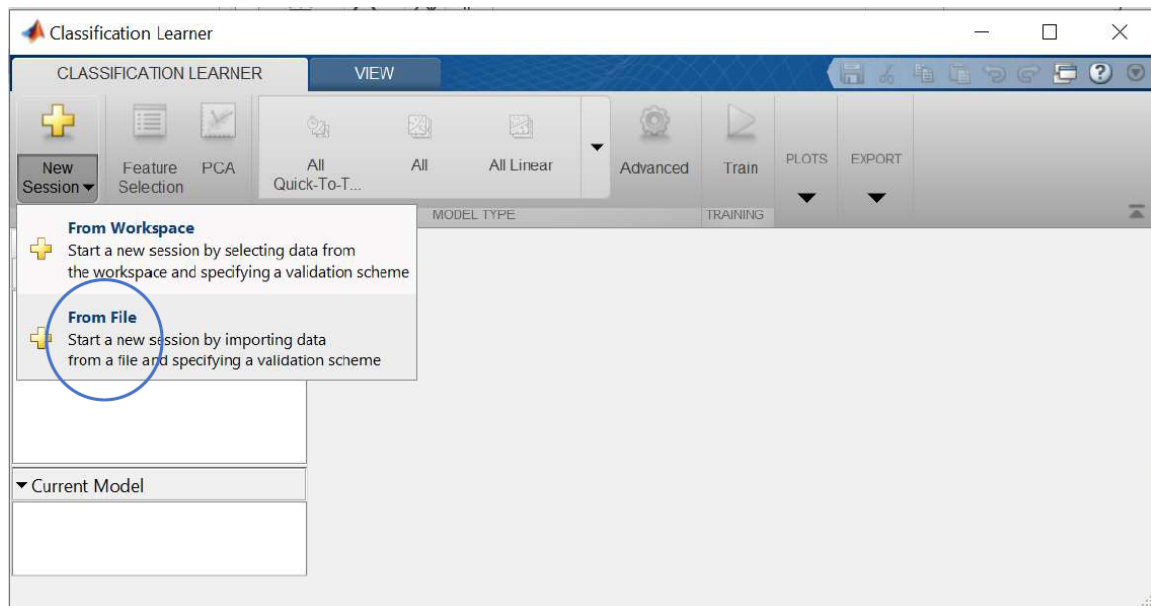 Classification Learner
CLASSIFICATION LEARNER
VIEW
New
Session
Feature
Selection
PCA
All
Quick-To-T...
All
All Linear
Advanced
Train
PLOTS
EXPORT
MODEL TYPE
TRAINING
From Workspace
Start a new session by selecting data from
the workspace and specifying a validation scheme
From File
Start a new session by importing data
from a file and specifying a validation scheme
Current Model